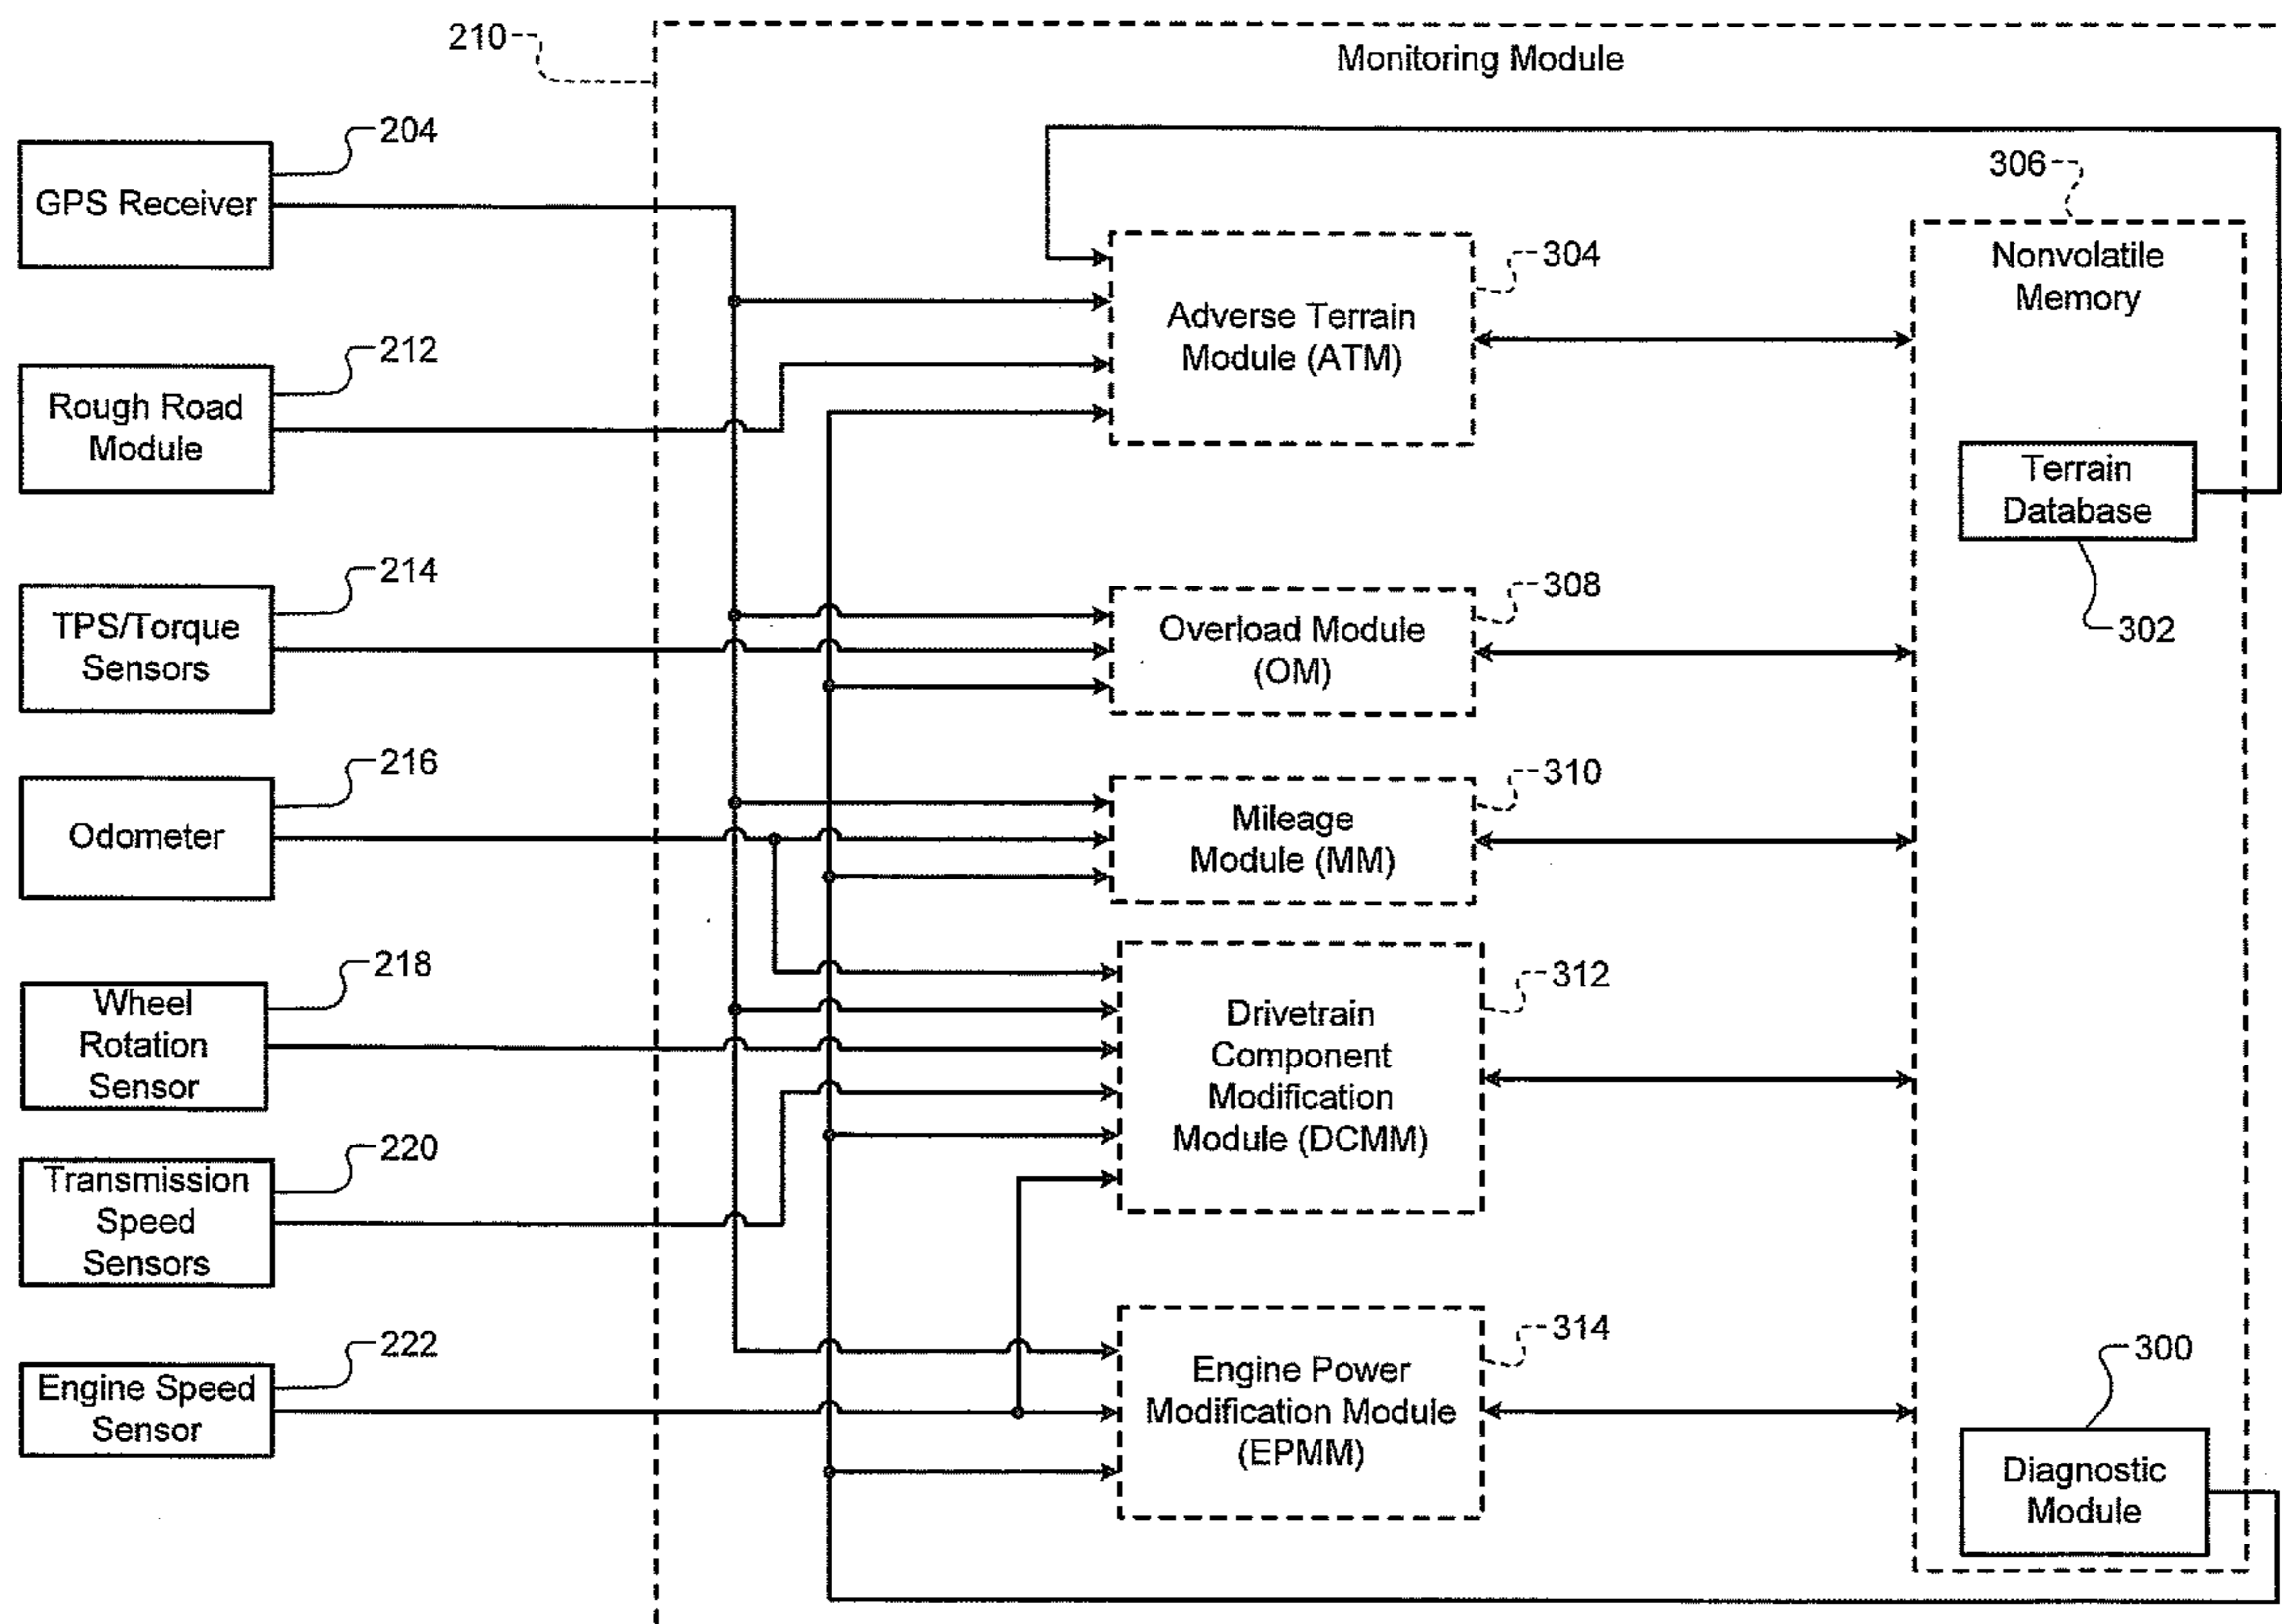 210
Monitoring Module
204
GPS Receiver
306
Nonvolatile
Memory
304
Adverse Terrain
Module (ATM)
212
Rough Road
Module
Terrain
Database
302
214
TPS/Torque
Sensors
308
Overload Module
(OM)
216
Odometer
310
Mileage
Module (MM)
218
Wheel
Rotation
Sensor
312
Drivetrain
Component
Modification
Module (DCMM)
220
Transmission
Speed
Sensors
222
Engine Speed
Sensor
314
Engine Power
Modification Module
(EPMM)
300
Diagnostic
Module